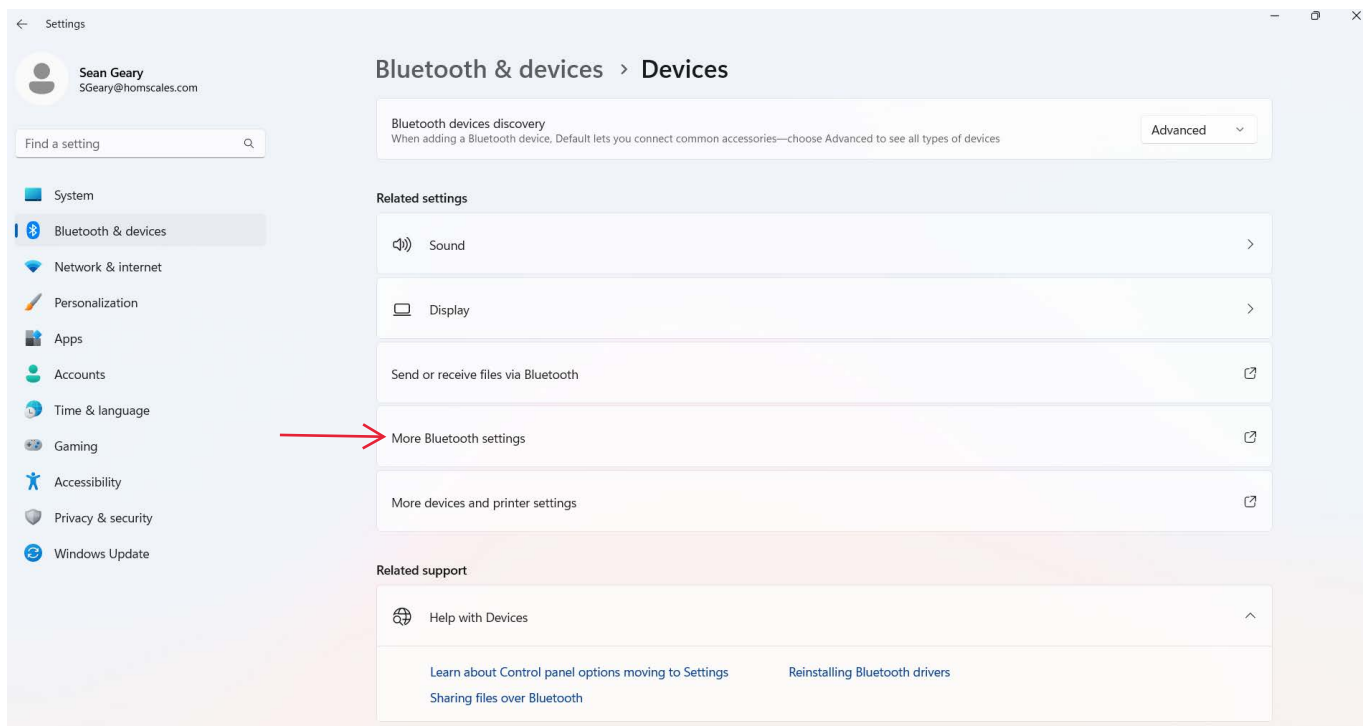 Settings
Sean Geary
SGeary@homscales.com
Find a setting
System
Bluetooth & devices
Network & internet
Personalization
Apps
Accounts
Time & language
Gaming
Accessibility
Privacy & security
Windows Update
Bluetooth & devices > Devices
Bluetooth devices discovery
When adding a Bluetooth device, Default lets you connect common accessories—choose Advanced to see all types of devices
Advanced
Related settings
Sound
Display
Send or receive files via Bluetooth
More Bluetooth settings
More devices and printer settings
Related support
Help with Devices
Learn about Control panel options moving to Settings
Reinstalling Bluetooth drivers
Sharing files over Bluetooth